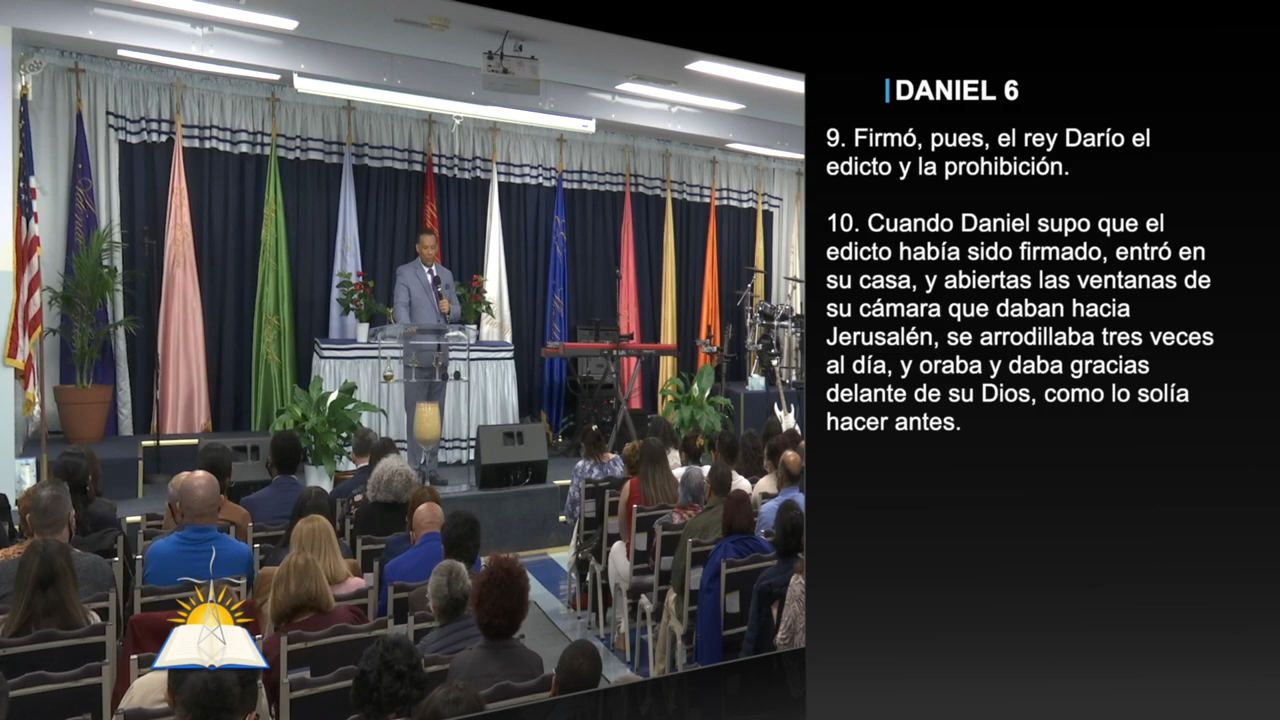 DANIEL 6
9. Firmó, pues, el rey Darío el
edicto y la prohibición.
10. Cuando Daniel supo que el
edicto había sido firmado, entró en
su casa, y abiertas las ventanas de
su cámara que daban hacia
Jerusalén, se arrodillaba tres veces
al día, y oraba y daba gracias
delante de su Dios, como lo solía
hacer antes.